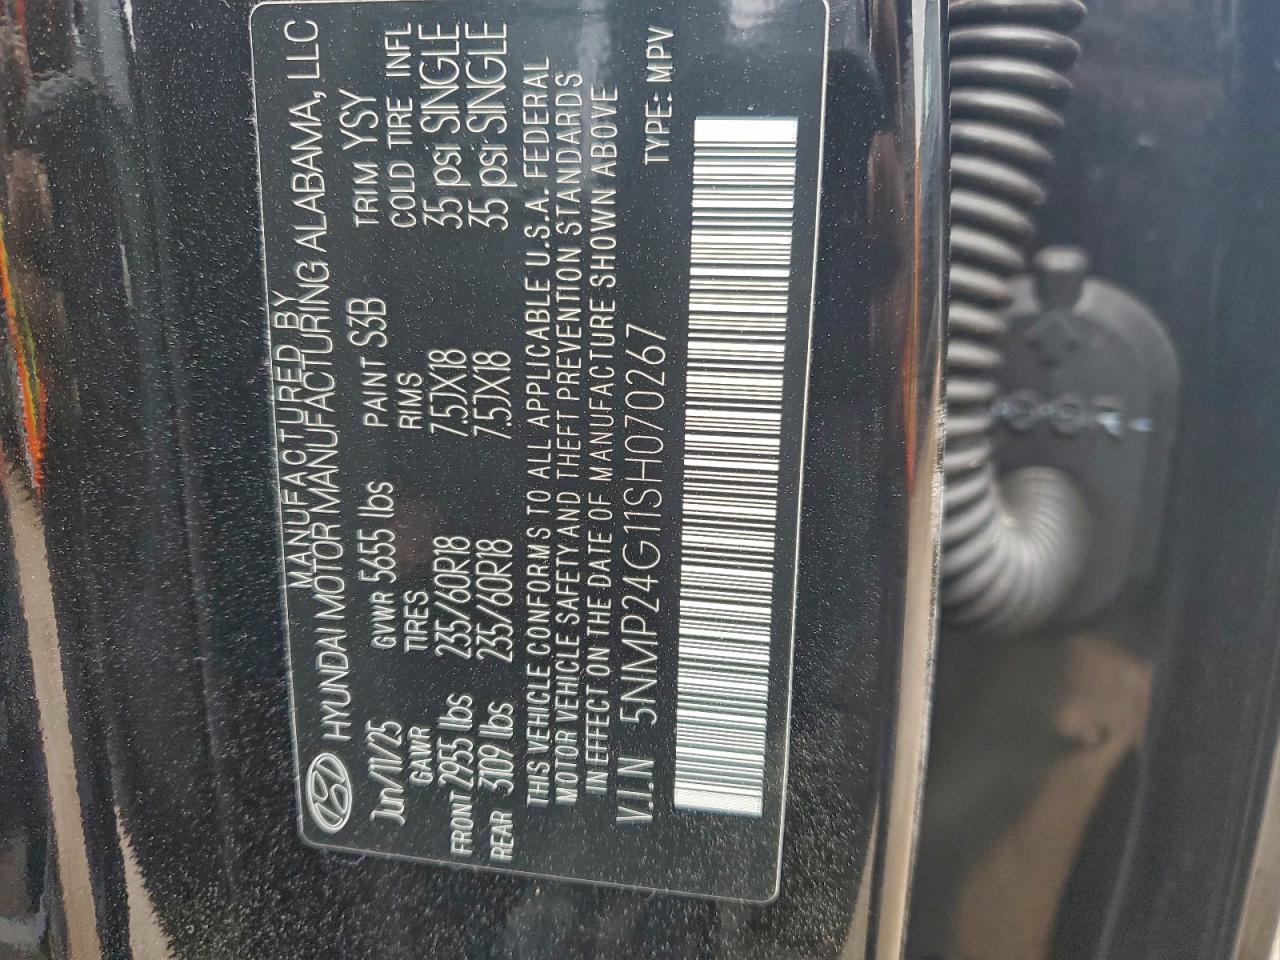 MANUFACTURED BY
HYUNDAI MOTOR MANUFACTURING ALABAMA, LLC
Jun/11/25 GVWR 5655 lbs PAINT S3B TRIM YSY
GAWR TIRES RIMS COLD TIRE INFL
FRONT 2955 lbs 235/60R18 7.5JX18 35 psi SINGLE
REAR 3109 lbs 235/60R18 7.5JX18 35 psi SINGLE
THIS VEHICLE CONFORMS TO ALL APPLICABLE U.S.A. FEDERAL
MOTOR VEHICLE SAFETY AND THEFT PREVENTION STANDARDS
IN EFFECT ON THE DATE OF MANUFACTURE SHOWN ABOVE
V.I.N 5NMP24G11SH070267 TYPE: MPV